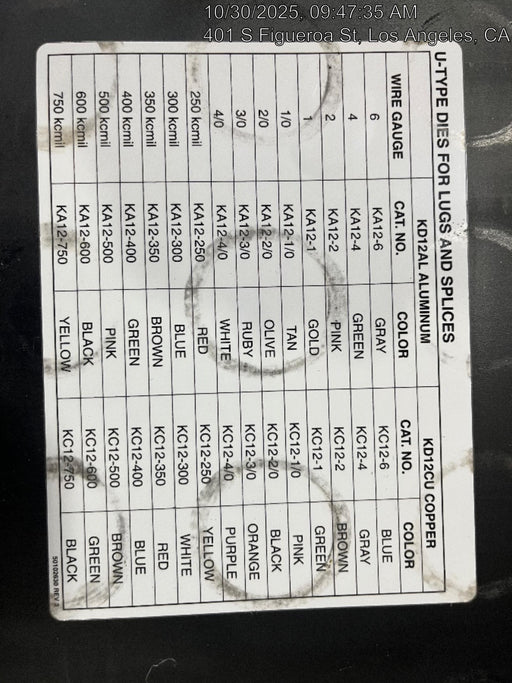 10/30/2025, 09:47:35 AM
401 S Figueroa St, Los Angeles, CA
U-TYPE DIES FOR LUGS AND SPLICES
KD12AL ALUMINUM KD12CU COPPER
WIRE GAUGE CAT. NO. COLOR CAT. NO. COLOR
6 KA12-6 GRAY KC12-6 BLUE
4 KA12-4 GREEN KC12-4 GRAY
2 KA12-2 PINK KC12-2 BROWN
1 KA12-1 GOLD KC12-1 GREEN
1/0 KA12-1/0 TAN KC12-1/0 PINK
2/0 KA12-2/0 OLIVE KC12-2/0 BLACK
3/0 KA12-3/0 RUBY KC12-3/0 ORANGE
4/0 KA12-4/0 WHITE KC12-4/0 PURPLE
250 kcmil KA12-250 RED KC12-250 YELLOW
300 kcmil KA12-300 BLUE KC12-300 WHITE
350 kcmil KA12-350 BROWN KC12-350 RED
400 kcmil KA12-400 GREEN KC12-400 BLUE
500 kcmil KA12-500 PINK KC12-500 BROWN
600 kcmil KA12-600 BLACK KC12-600 GREEN
750 kcmil KA12-750 YELLOW KC12-750 BLACK
50102630 REV 3